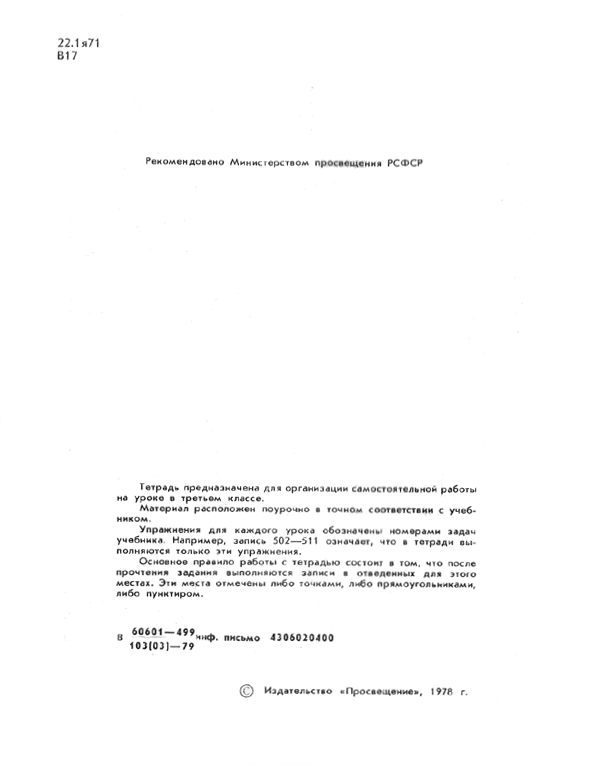 22.1я71
В17
Рекомендовано Министерством просвещения РСФСР
Тетрадь предназначена для организации самостоятельной работы
на уроке в третьем классе.
Материал расположен поурочно в точном соответствии с учеб-
ником.
Упражнения для каждого урока обозначены номерами задач
учебника. Например, запись 502—511 означает, что в тетради вы-
полняются только эти упражнения.
Основное правило работы с тетрадью состоит в том, что после
прочтения задания выполняются записи в отведенных для этого
местах. Эти места отмечены либо точками, либо прямоугольниками,
либо пунктиром.
В 60601—499 инф. письмо 4306020400
103(03)—79
© Издательство «Просвещение», 1978 г.